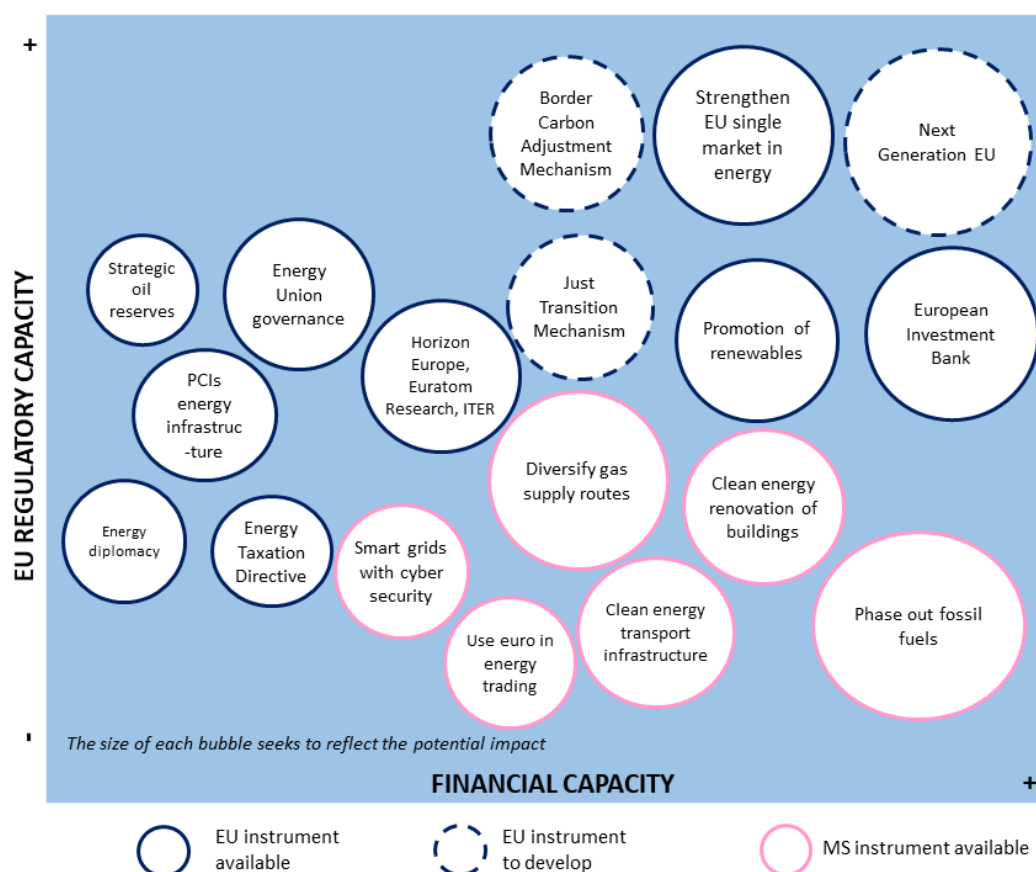 +
EU REGULATORY CAPACITY
-
Border
Carbon
Adjustment
Mechanism
Strengthen
EU single
market in
energy
Next
Generation EU
Strategic
oil
reserves
Energy
Union
governance
Just
Transition
Mechanism
Promotion of
renewables
European
Investment
Bank
Horizon
Europe,
Euratom
Research, ITER
PCIs
energy
infrastruc
-ture
Diversify gas
supply routes
Clean energy
renovation of
buildings
Energy
diplomacy
Energy
Taxation
Directive
Smart grids
with cyber
security
Use euro in
energy
trading
Clean energy
transport
infrastructure
Phase out fossil
fuels
The size of each bubble seeks to reflect the potential impact
FINANCIAL CAPACITY
+
EU instrument
available
EU instrument
to develop
MS instrument available